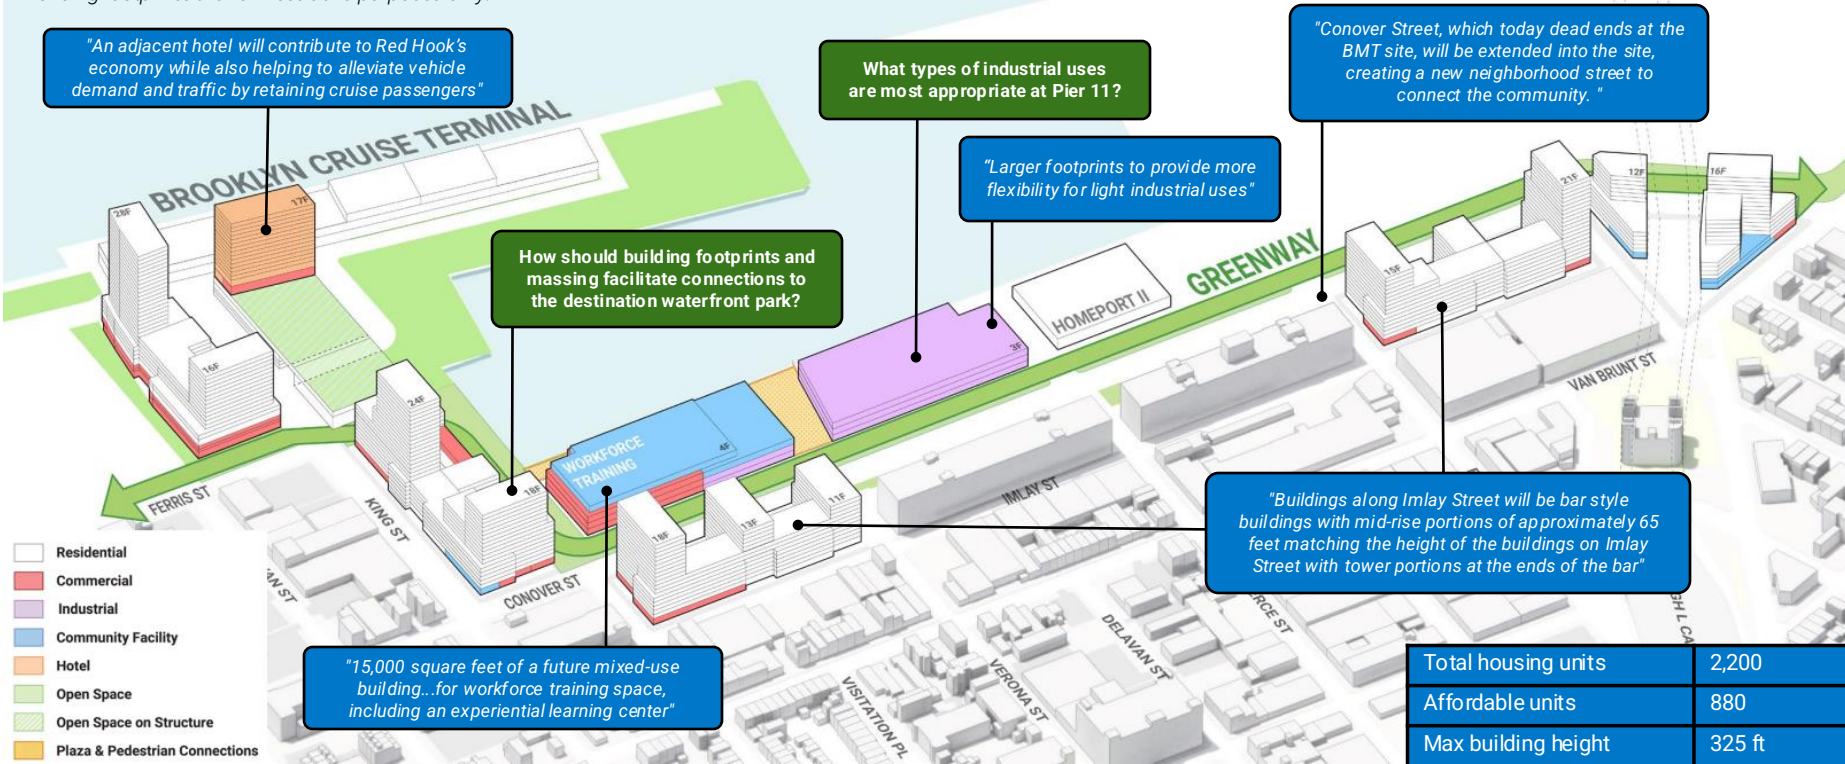 "An adjacent hotel will contribute to Red Hook's
economy while also helping to alleviate vehicle
demand and traffic by retaining cruise passengers"
What types of industrial uses
are most appropriate at Pier 11?
"Conover Street, which today dead ends at the
BMT site, will be extended into the site,
creating a new neighborhood street to
connect the community. "
“Larger footprints to provide more
flexibility for light industrial uses"
BROOKLYN CRUISE TERMINAL
How should building footprints and
massing facilitate connections to
the destination waterfront park?
28F
17F
16F
24F
18F
WORKFORCE
TRAINING
4F
3F
HOMEPORT II
GREENWAY
15F
21F
12F
16F
18F
13F
11F
FERRIS ST
KING ST
CONOVER ST
IMLAY ST
VAN BRUNT ST
VISITATION PL
VERONA ST
DELAVAN ST
"Buildings along Imlay Street will be bar style
buildings with mid-rise portions of approximately 65
feet matching the height of the buildings on Imlay
Street with tower portions at the ends of the bar"
"15,000 square feet of a future mixed-use
building...for workforce training space,
including an experiential learning center"
Residential
Commercial
Industrial
Community Facility
Hotel
Open Space
Open Space on Structure
Plaza & Pedestrian Connections
Total housing units 2,200
Affordable units 880
Max building height 325 ft